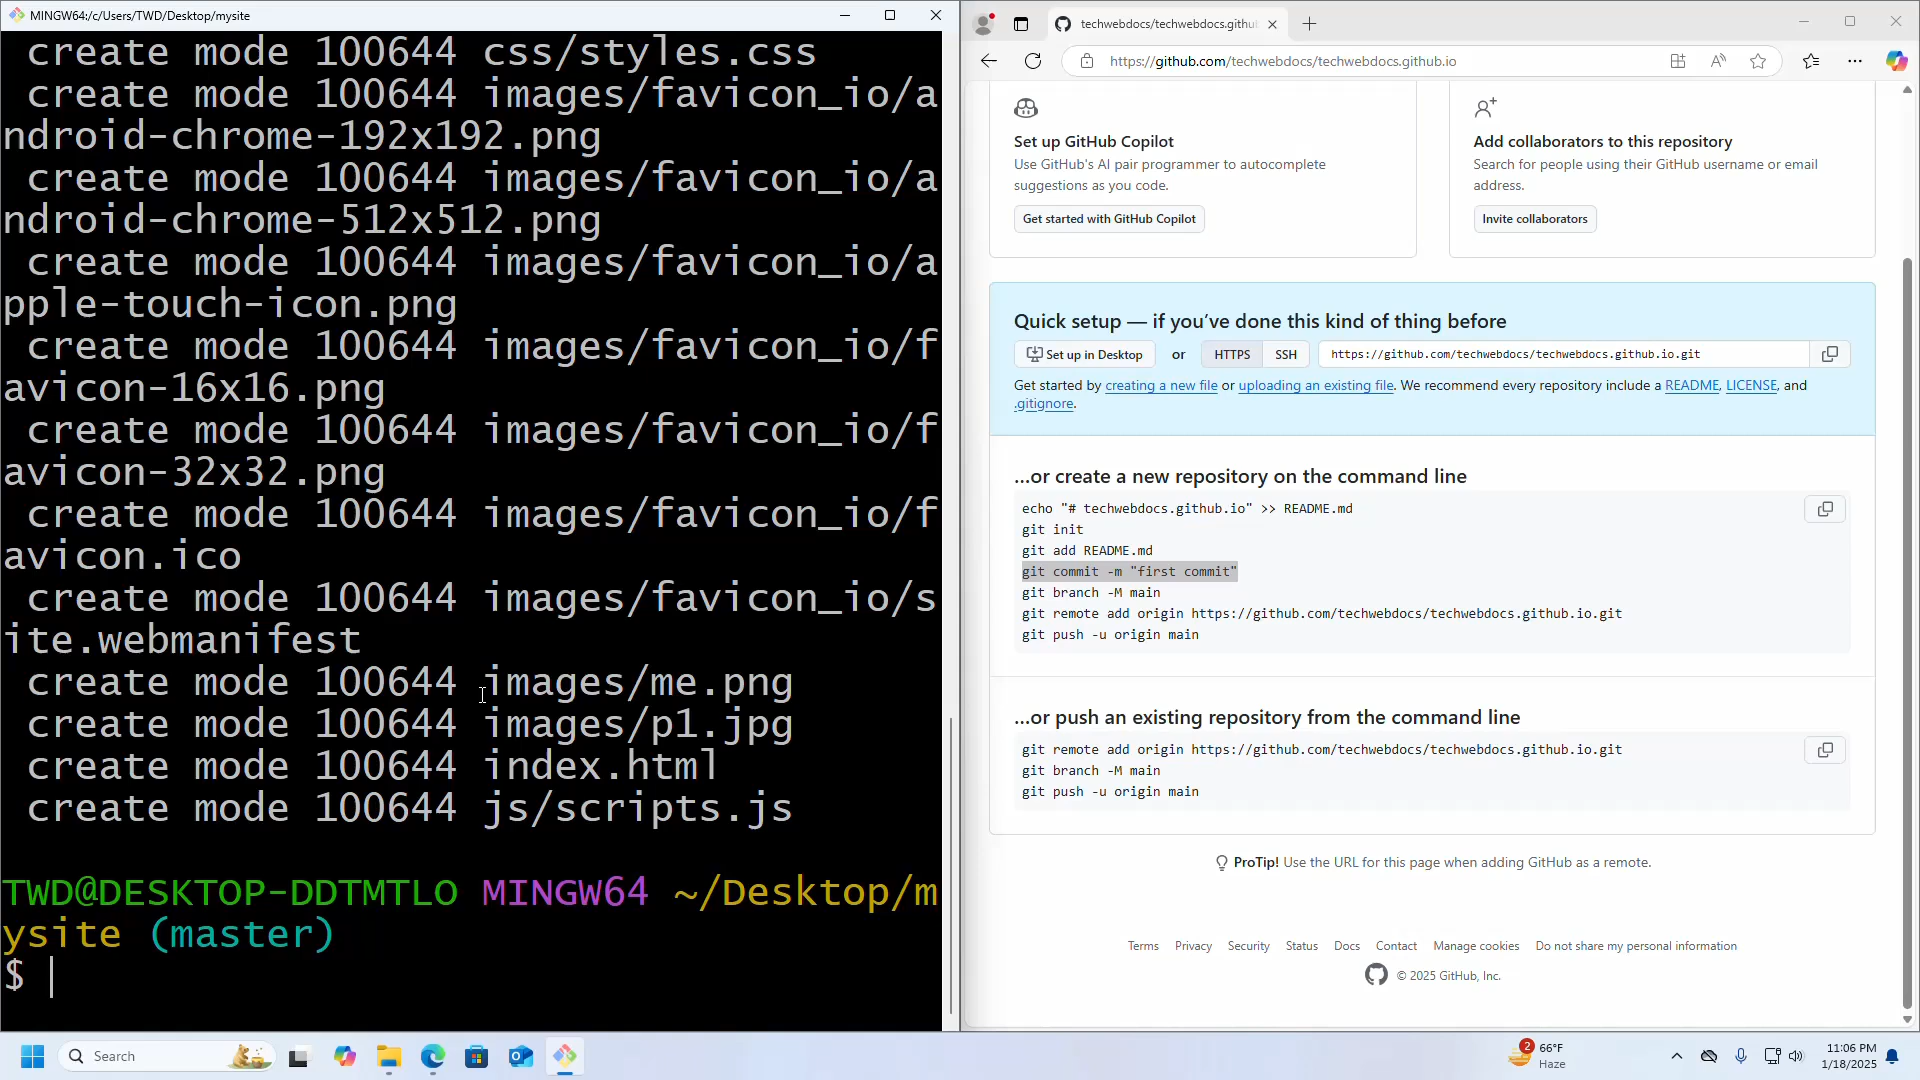 MINGW64:/c/Users/TWD/Desktop/mysite
create mode 100644 css/styles.css
create mode 100644 images/favicon_io/a
ndroid-chrome-192x192.png
create mode 100644 images/favicon_io/a
ndroid-chrome-512x512.png
create mode 100644 images/favicon_io/a
pple-touch-icon.png
create mode 100644 images/favicon_io/f
avicon-16x16.png
create mode 100644 images/favicon_io/f
avicon-32x32.png
create mode 100644 images/favicon_io/f
avicon.ico
create mode 100644 images/favicon_io/s
ite.webmanifest
create mode 100644 images/me.png
create mode 100644 images/p1.jpg
create mode 100644 index.html
create mode 100644 js/scripts.js
TWD@DESKTOP-DDTMTLO MINGW64 ~/Desktop/m
ysite (master)
$
techwebdocs/techwebdocs.githu
https://github.com/techwebdocs/techwebdocs.github.io
Set up GitHub Copilot
Use GitHub's AI pair programmer to autocomplete
suggestions as you code.
Get started with GitHub Copilot
Add collaborators to this repository
Search for people using their GitHub username or email
address.
Invite collaborators
Quick setup — if you’ve done this kind of thing before
Set up in Desktop or HTTPS SSH https://github.com/techwebdocs/techwebdocs.github.io.git
Get started by creating a new file or uploading an existing file. We recommend every repository include a README, LICENSE, and
.gitignore.
...or create a new repository on the command line
echo "# techwebdocs.github.io" >> README.md
git init
git add README.md
git commit -m "first commit"
git branch -M main
git remote add origin https://github.com/techwebdocs/techwebdocs.github.io.git
git push -u origin main
...or push an existing repository from the command line
git remote add origin https://github.com/techwebdocs/techwebdocs.github.io.git
git branch -M main
git push -u origin main
ProTip! Use the URL for this page when adding GitHub as a remote.
Terms Privacy Security Status Docs Contact Manage cookies Do not share my personal information
© 2025 GitHub, Inc.
Search
2
66°F
Haze
11:06 PM
1/18/2025